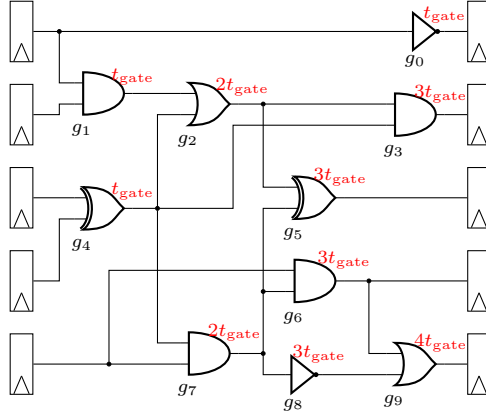 t_gate
g_0
t_gate
2t_gate
3t_gate
g_1
g_2
g_3
t_gate
3t_gate
g_4
g_5
3t_gate
g_6
2t_gate
3t_gate
4t_gate
g_7
g_8
g_9